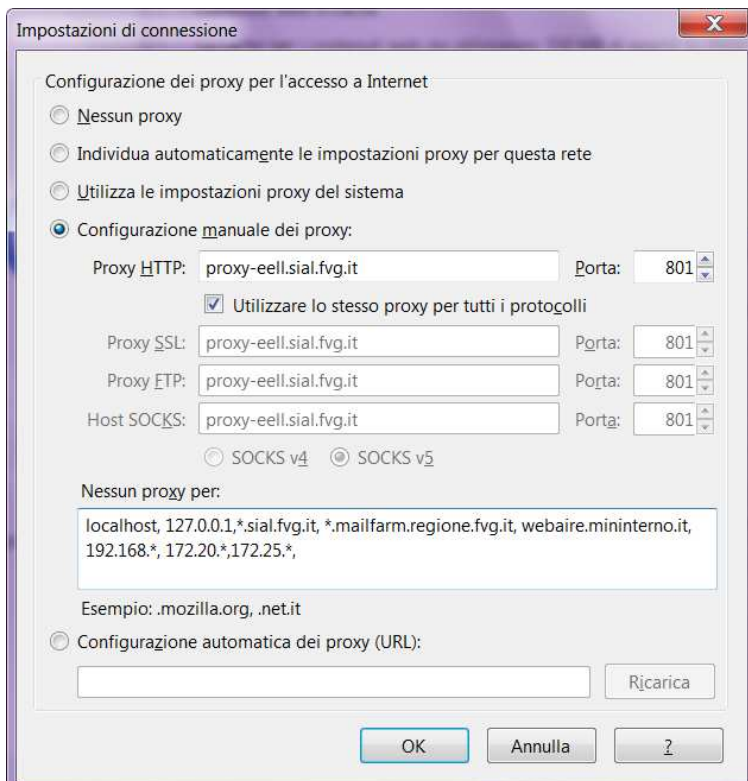 Impostazioni di connessione
Configurazione dei proxy per l'accesso a Internet
Nessun proxy
Individua automaticamente le impostazioni proxy per questa rete
Utilizza le impostazioni proxy del sistema
Configurazione manuale dei proxy:
Proxy HTTP: proxy-eell.sial.fvg.it Porta: 801
Utilizzare lo stesso proxy per tutti i protocolli
Proxy SSL: proxy-eell.sial.fvg.it Porta: 801
Proxy FTP: proxy-eell.sial.fvg.it Porta: 801
Host SOCKS: proxy-eell.sial.fvg.it Porta: 801
SOCKS v4 SOCKS v5
Nessun proxy per:
localhost, 127.0.0.1,*.sial.fvg.it, *.mailfarm.regione.fvg.it, webaire.mininterno.it,
192.168.*, 172.20.*,172.25.*,
Esempio: .mozilla.org, .net.it
Configurazione automatica dei proxy (URL):
Ricarica
OK Annulla ?